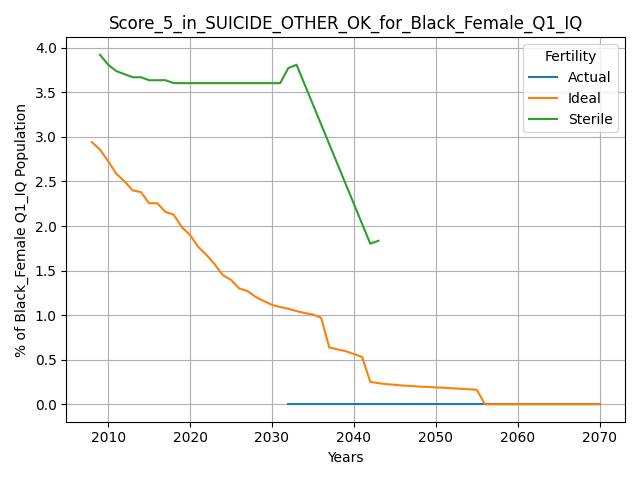 Score_5_in_SUICIDE_OTHER_OK_for_Black_Female_Q1_IQ
% of Black_Female Q1_IQ Population
4.0
3.5
3.0
2.5
2.0
1.5
1.0
0.5
0.0
Fertility
Actual
Ideal
Sterile
2010 2020 2030 2040 2050 2060 2070
Years